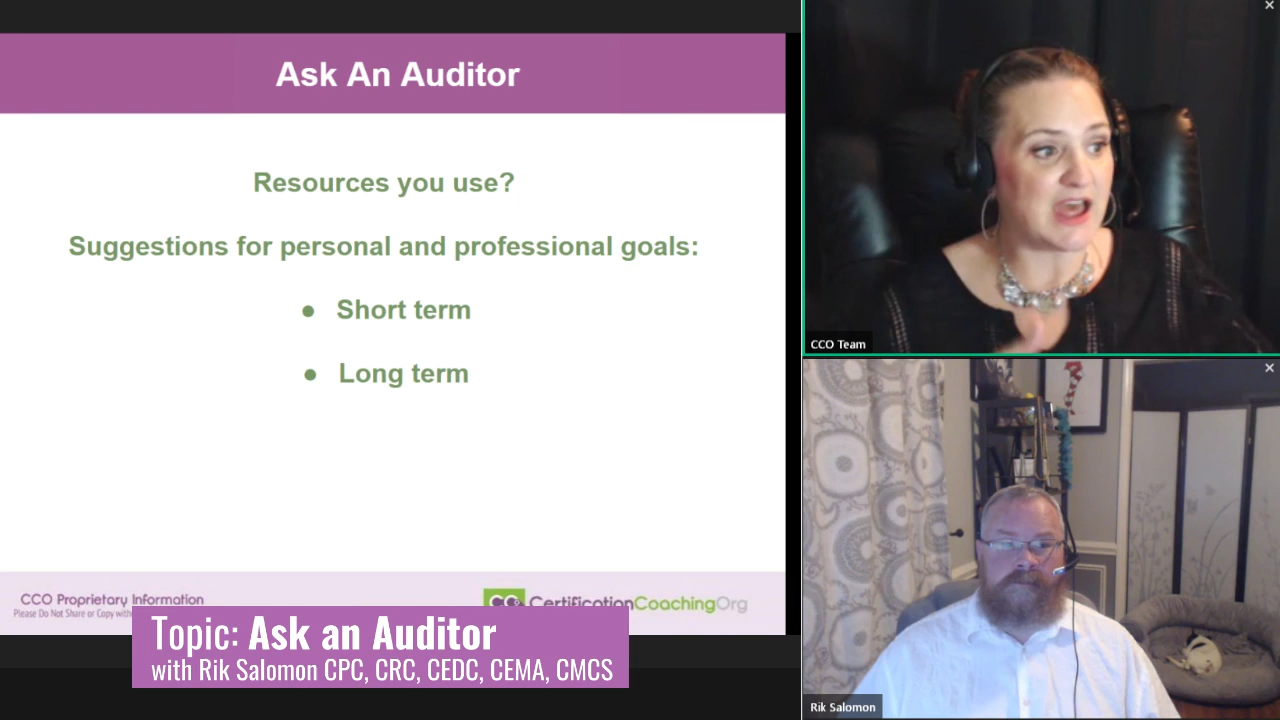 Ask An Auditor
Resources you use?
Suggestions for personal and professional goals:
● Short term
● Long term
CCO Proprietary Information
Please Do Not Share or Copy
CertificationCoachingOrg
Topic: Ask an Auditor
with Rik Salomon CPC, CRC, CEDC, CEMA, CMCS
CCO Team
Rik Salomon